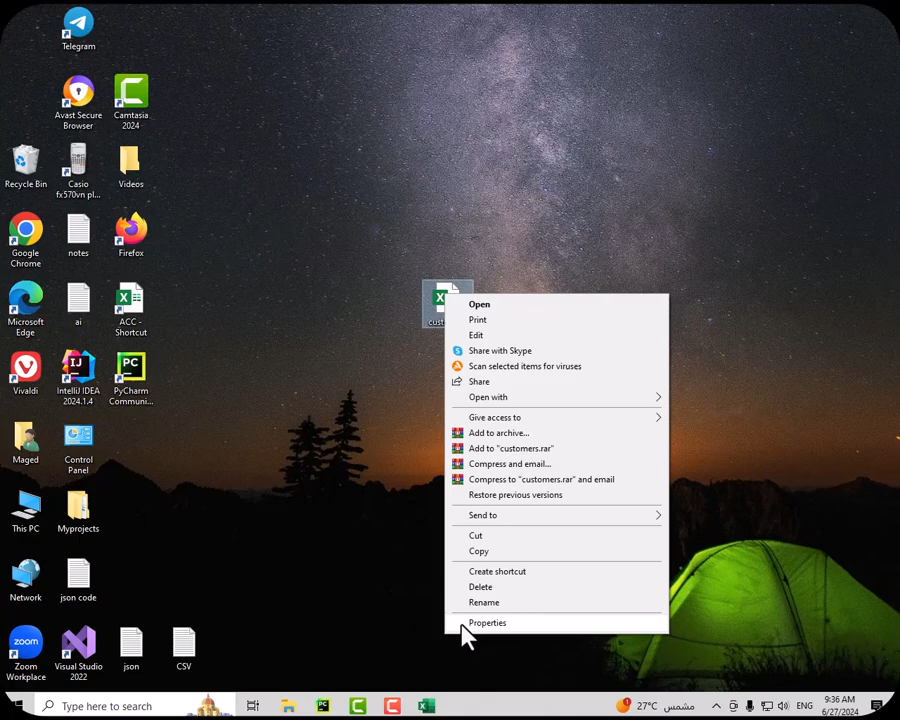 Telegram
Avast Secure
Browser
Camtasia
2024
Recycle Bin
Casio
fx570vn pl...
Videos
Google
Chrome
notes
Firefox
Microsoft
Edge
ai
ACC -
Shortcut
Vivaldi
IntelliJ IDEA
2024.1.4
PyCharm
Communi...
Maged
Control
Panel
This PC
Myprojects
Network
json code
zoom
Zoom
Workplace
Visual Studio
2022
json
CSV
Open
Print
Edit
Share with Skype
Scan selected items for viruses
Share
Open with
Give access to
Add to archive...
Add to "customers.rar"
Compress and email...
Compress to "customers.rar" and email
Restore previous versions
Send to
Cut
Copy
Create shortcut
Delete
Rename
Properties
Type here to search
27°C مشمس
ENG
9:36 AM
6/27/2024